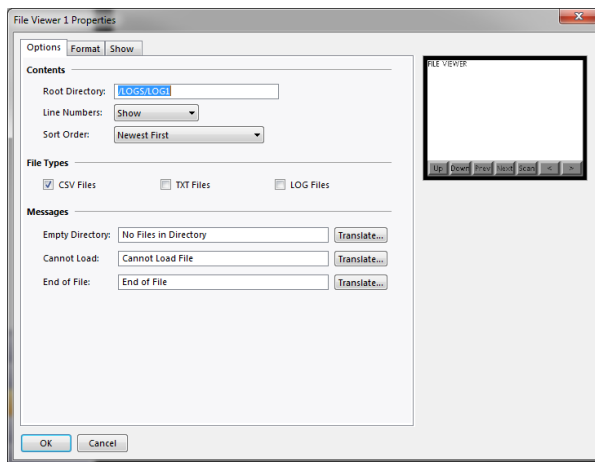 File Viewer 1 Properties
Options Format Show
Contents
Root Directory: /LOGS/LOG1
Line Numbers: Show
Sort Order: Newest First
File Types
CSV Files TXT Files LOG Files
Messages
Empty Directory: No Files in Directory Translate...
Cannot Load: Cannot Load File Translate...
End of File: End of File Translate...
OK Cancel
FILE VIEWER
Up Down Prev Next Scan < >